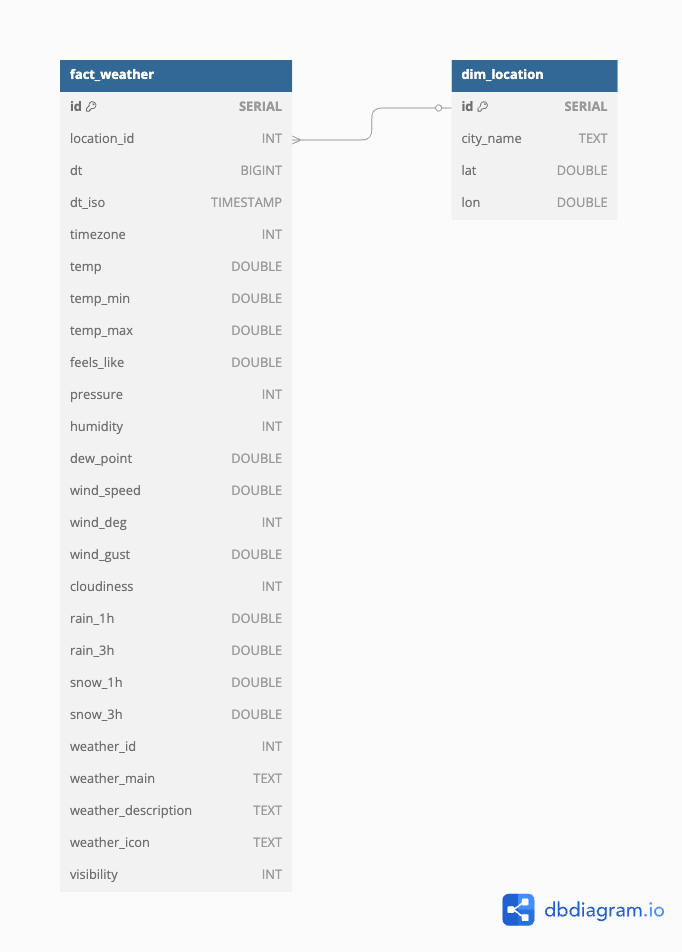 fact_weather
id SERIAL
location_id INT
dt BIGINT
dt_iso TIMESTAMP
timezone INT
temp DOUBLE
temp_min DOUBLE
temp_max DOUBLE
feels_like DOUBLE
pressure INT
humidity INT
dew_point DOUBLE
wind_speed DOUBLE
wind_deg INT
wind_gust DOUBLE
cloudiness INT
rain_1h DOUBLE
rain_3h DOUBLE
snow_1h DOUBLE
snow_3h DOUBLE
weather_id INT
weather_main TEXT
weather_description TEXT
weather_icon TEXT
visibility INT
dim_location
id SERIAL
city_name TEXT
lat DOUBLE
lon DOUBLE
dbdiagram.io